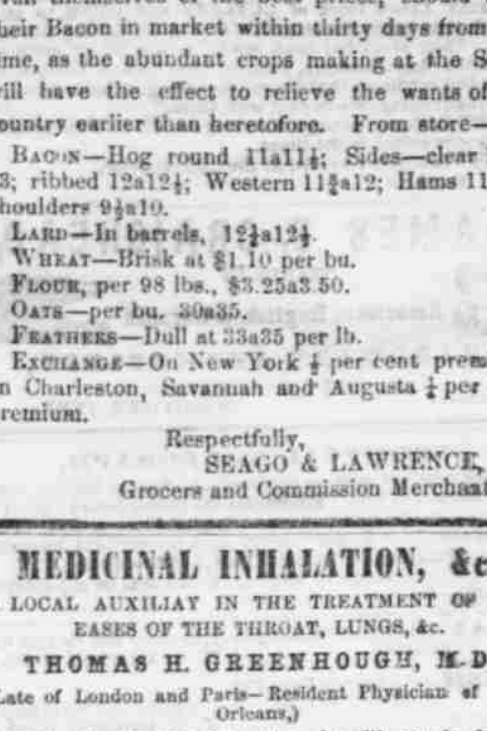 their Bacon in market within thirty days from
ime, as the abundant crops making at the S
vill have the effect to relieve the wants of
ountry earlier than heretofore. From store—
BACON—Hog round 11a11½; Sides—clear
3; ribbed 12a12½; Western 11¾a12; Hams 11
houlders 9½a10.
LARD—In barrels, 12¼a12½.
WHEAT—Brisk at $1.10 per bu.
FLOUR, per 98 lbs., $3.25a3.50.
OATS—per bu. 30a35.
FEATHERS—Dull at 33a35 per lb.
EXCHANGE—On New York ½ per cent prem
n Charleston, Savannah and Augusta ¼ per
remium.
Respectfully,
SEAGO & LAWRENCE,
Grocers and Commission Merchant
MEDICINAL INHALATION, &c
LOCAL AUXILIAY IN THE TREATMENT OF
EASES OF THE THROAT, LUNGS, &c.
THOMAS H. GREENHOUGH, M.D
Late of London and Paris—Resident Physician of
Orleans,)